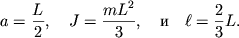 a = L/2, J = mL²/3, и ℓ = 2/3 L.